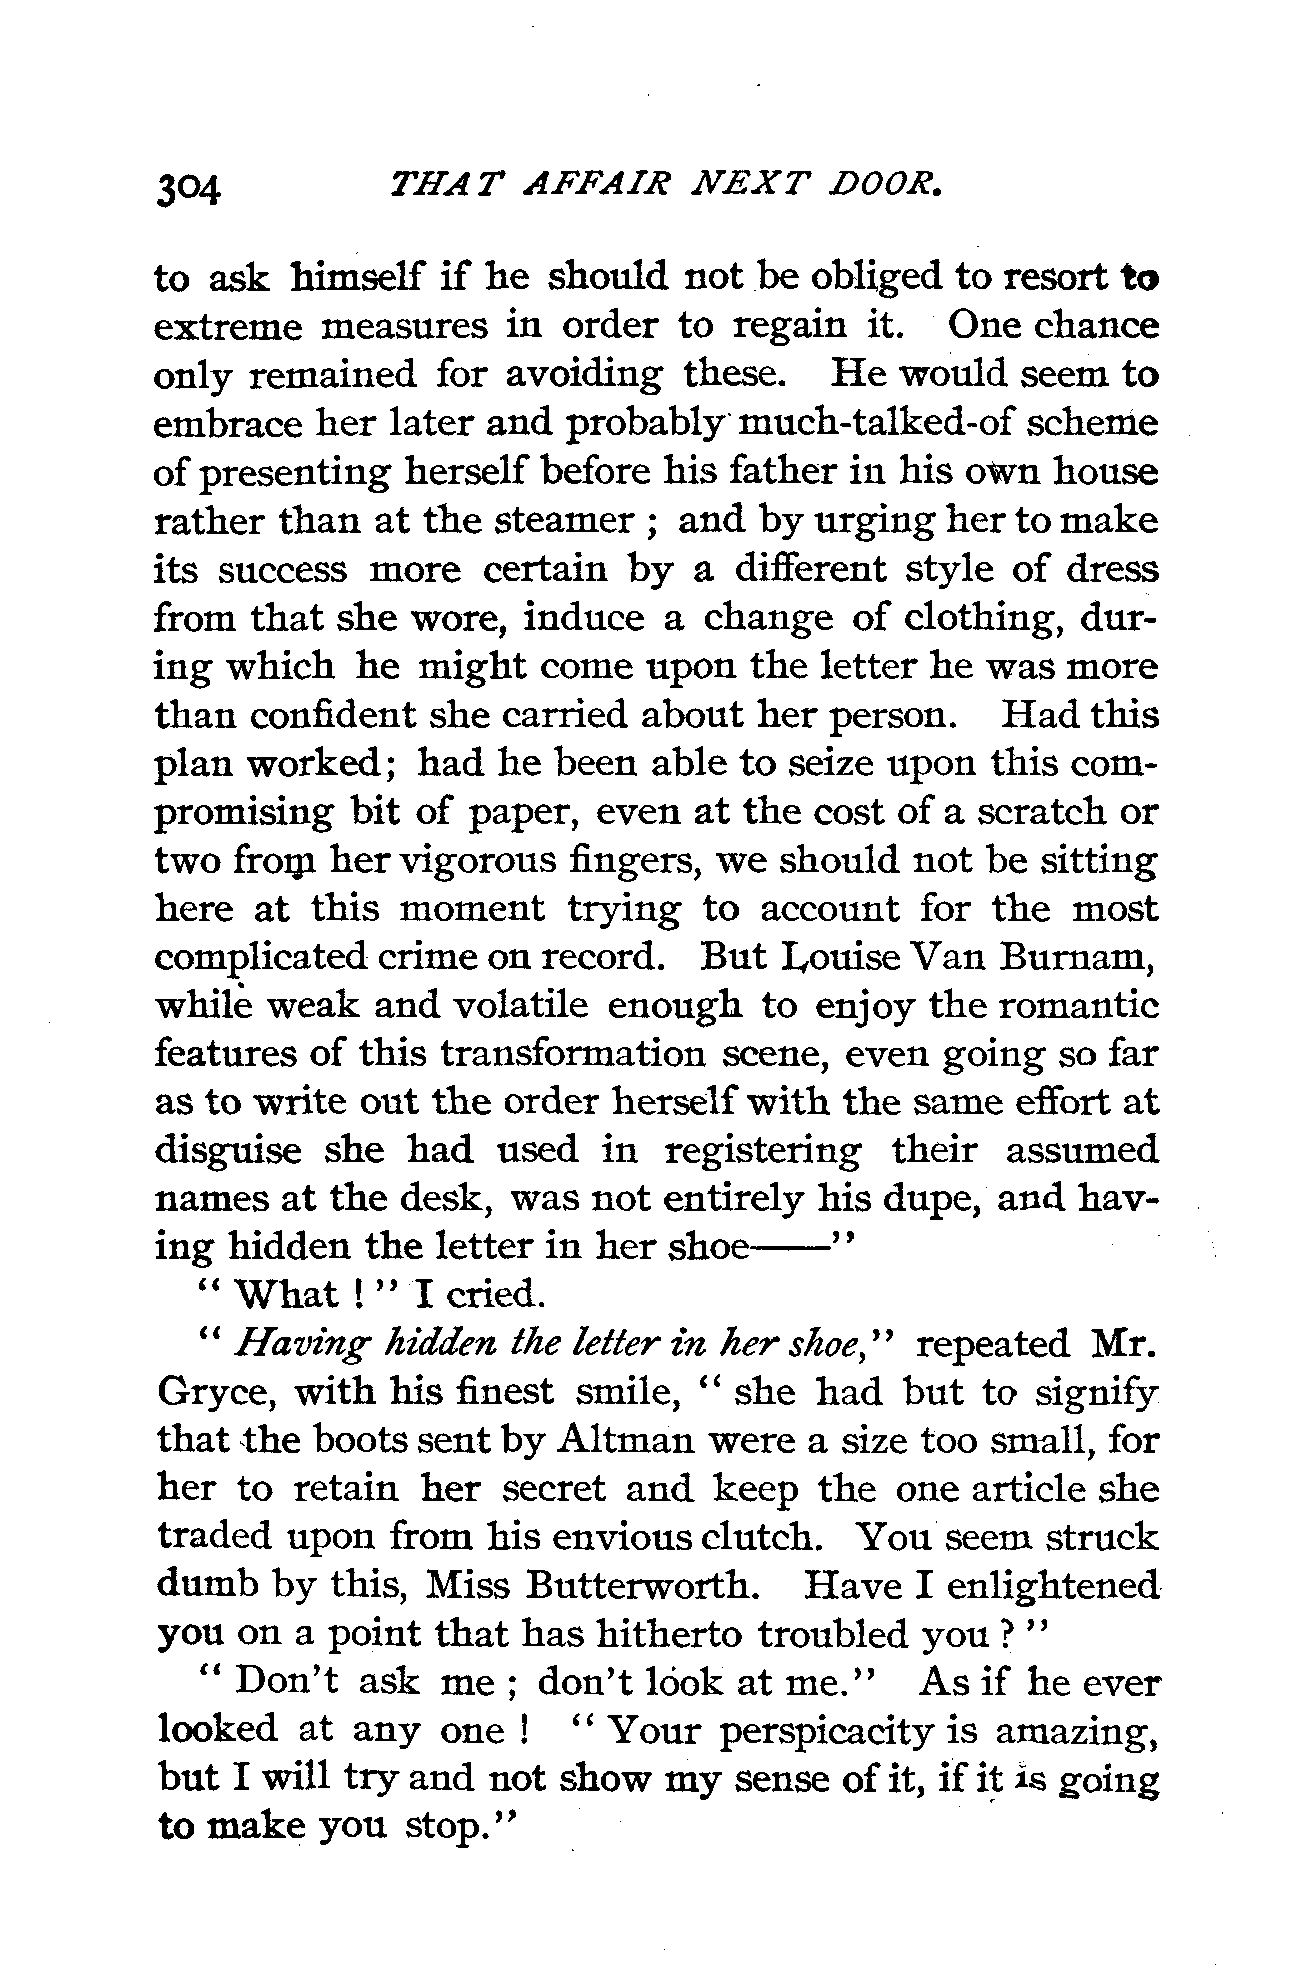 304 THAT AFFAIR NEXT DOOR.
to ask himself if he should not be obliged to resort to
extreme measures in order to regain it. One chance
only remained for avoiding these. He would seem to
embrace her later and probably much-talked-of scheme
of presenting herself before his father in his own house
rather than at the steamer ; and by urging her to make
its success more certain by a different style of dress
from that she wore, induce a change of clothing, dur-
ing which he might come upon the letter he was more
than confident she carried about her person. Had this
plan worked; had he been able to seize upon this com-
promising bit of paper, even at the cost of a scratch or
two from her vigorous fingers, we should not be sitting
here at this moment trying to account for the most
complicated crime on record. But Louise Van Burnam,
while weak and volatile enough to enjoy the romantic
features of this transformation scene, even going so far
as to write out the order herself with the same effort at
disguise she had used in registering their assumed
names at the desk, was not entirely his dupe, and hav-
ing hidden the letter in her shoe——"
" What ! " I cried.
" Having hidden the letter in her shoe," repeated Mr.
Gryce, with his finest smile, " she had but to signify
that the boots sent by Altman were a size too small, for
her to retain her secret and keep the one article she
traded upon from his envious clutch. You seem struck
dumb by this, Miss Butterworth. Have I enlightened
you on a point that has hitherto troubled you ? "
" Don't ask me ; don't look at me." As if he ever
looked at any one ! " Your perspicacity is amazing,
but I will try and not show my sense of it, if it is going
to make you stop."